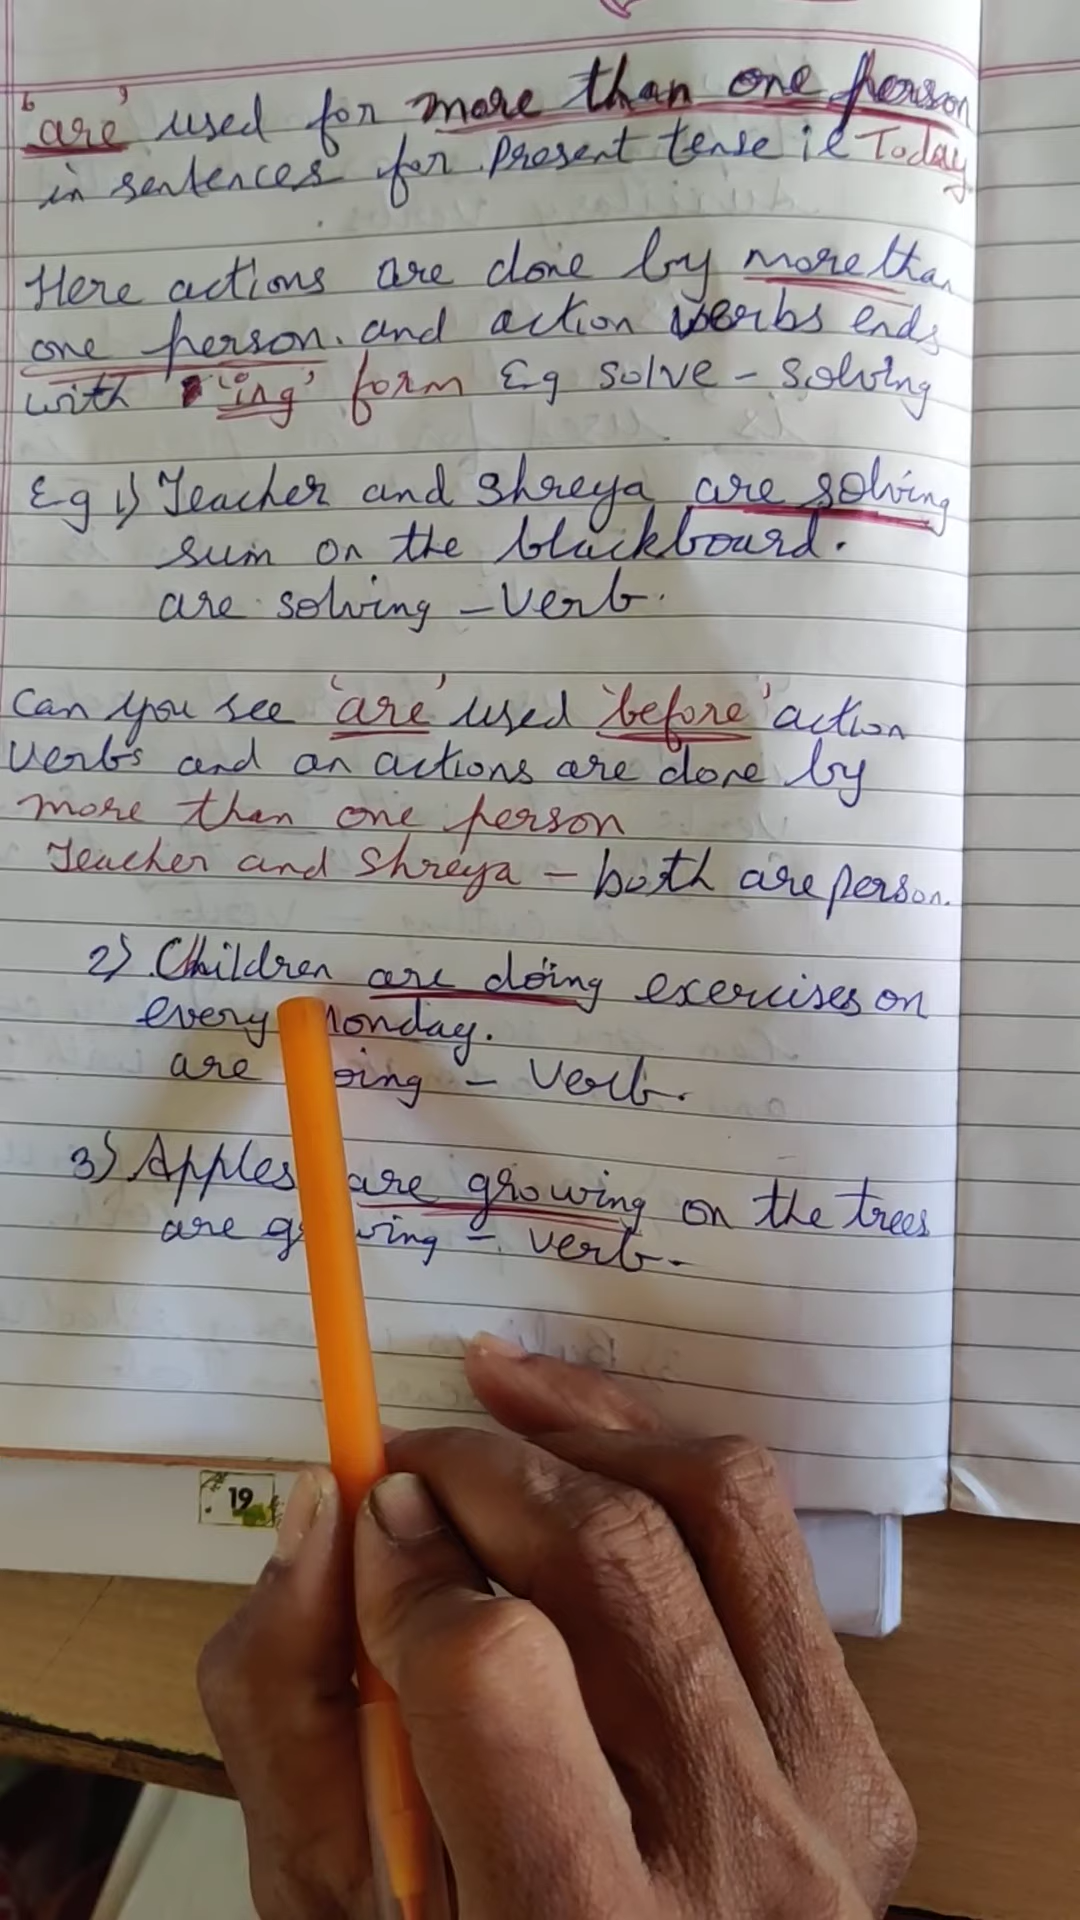 'are' used for more than one person
in sentences for present tense ie Today
Here actions are done by more than
one person. and action verbs ends
with 'ing' form Eg solve - solving
Eg 1) Teacher and Shreya are solving
sum on the blackboard.
are solving - Verb.
Can you see 'are' used 'before' action
verbs and an actions are done by
more than one person
Teacher and Shreya - both are person.
2) Children are doing exercises on
every Monday.
are doing - Verb.
3) Apples are growing on the trees
are growing - verb.
19